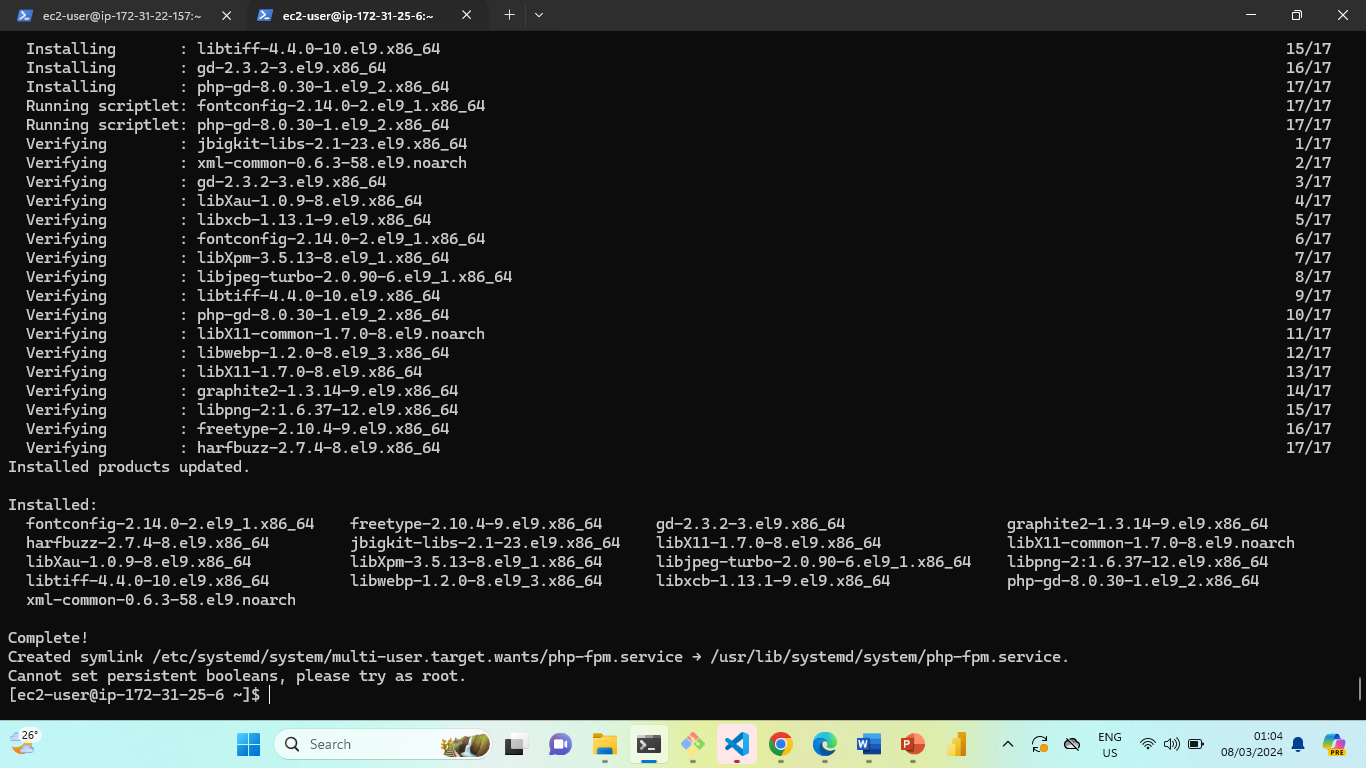 ec2-user@ip-172-31-22-157:~
ec2-user@ip-172-31-25-6:~
Installing : libtiff-4.4.0-10.el9.x86_64 15/17
Installing : gd-2.3.2-3.el9.x86_64 16/17
Installing : php-gd-8.0.30-1.el9_2.x86_64 17/17
Running scriptlet: fontconfig-2.14.0-2.el9_1.x86_64 17/17
Running scriptlet: php-gd-8.0.30-1.el9_2.x86_64 17/17
Verifying : jbigkit-libs-2.1-23.el9.x86_64 1/17
Verifying : xml-common-0.6.3-58.el9.noarch 2/17
Verifying : gd-2.3.2-3.el9.x86_64 3/17
Verifying : libXau-1.0.9-8.el9.x86_64 4/17
Verifying : libxcb-1.13.1-9.el9.x86_64 5/17
Verifying : fontconfig-2.14.0-2.el9_1.x86_64 6/17
Verifying : libXpm-3.5.13-8.el9_1.x86_64 7/17
Verifying : libjpeg-turbo-2.0.90-6.el9_1.x86_64 8/17
Verifying : libtiff-4.4.0-10.el9.x86_64 9/17
Verifying : php-gd-8.0.30-1.el9_2.x86_64 10/17
Verifying : libX11-common-1.7.0-8.el9.noarch 11/17
Verifying : libwebp-1.2.0-8.el9_3.x86_64 12/17
Verifying : libX11-1.7.0-8.el9.x86_64 13/17
Verifying : graphite2-1.3.14-9.el9.x86_64 14/17
Verifying : libpng-2:1.6.37-12.el9.x86_64 15/17
Verifying : freetype-2.10.4-9.el9.x86_64 16/17
Verifying : harfbuzz-2.7.4-8.el9.x86_64 17/17
Installed products updated.
Installed:
fontconfig-2.14.0-2.el9_1.x86_64 freetype-2.10.4-9.el9.x86_64 gd-2.3.2-3.el9.x86_64 graphite2-1.3.14-9.el9.x86_64
harfbuzz-2.7.4-8.el9.x86_64 jbigkit-libs-2.1-23.el9.x86_64 libX11-1.7.0-8.el9.x86_64 libX11-common-1.7.0-8.el9.noarch
libXau-1.0.9-8.el9.x86_64 libXpm-3.5.13-8.el9_1.x86_64 libjpeg-turbo-2.0.90-6.el9_1.x86_64 libpng-2:1.6.37-12.el9.x86_64
libtiff-4.4.0-10.el9.x86_64 libwebp-1.2.0-8.el9_3.x86_64 libxcb-1.13.1-9.el9.x86_64 php-gd-8.0.30-1.el9_2.x86_64
xml-common-0.6.3-58.el9.noarch
Complete!
Created symlink /etc/systemd/system/multi-user.target.wants/php-fpm.service → /usr/lib/systemd/system/php-fpm.service.
Cannot set persistent booleans, please try as root.
[ec2-user@ip-172-31-25-6 ~]$
26°
Search
ENG
US
01:04
08/03/2024
PRE